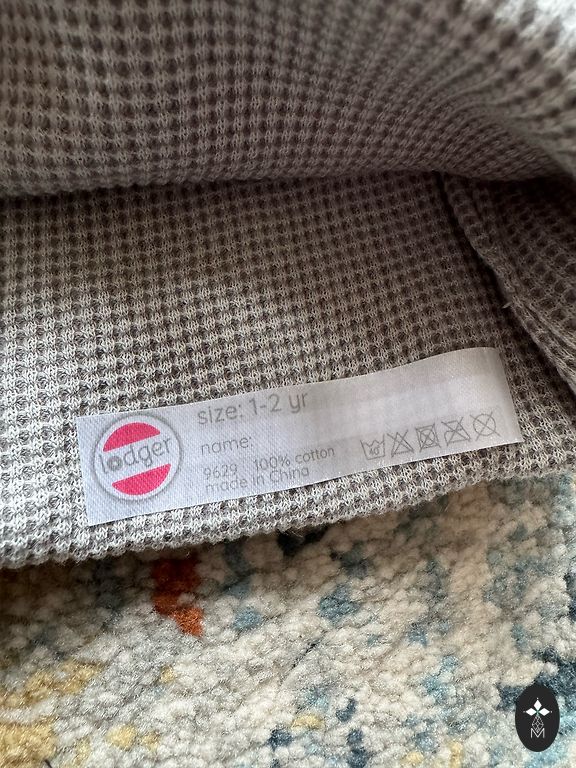 lodger
size: 1-2 yr
name:
9629 100% cotton
made in China
M